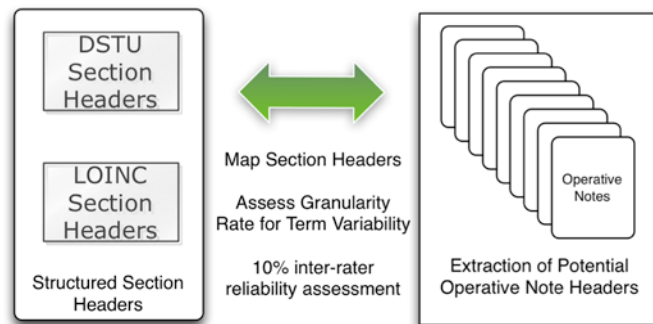 DSTU
Section
Headers
LOINC
Section
Headers
Structured Section
Headers
Map Section Headers
Assess Granularity
Rate for Term Variability
10% inter-rater
reliability assessment
Operative
Notes
Extraction of Potential
Operative Note Headers